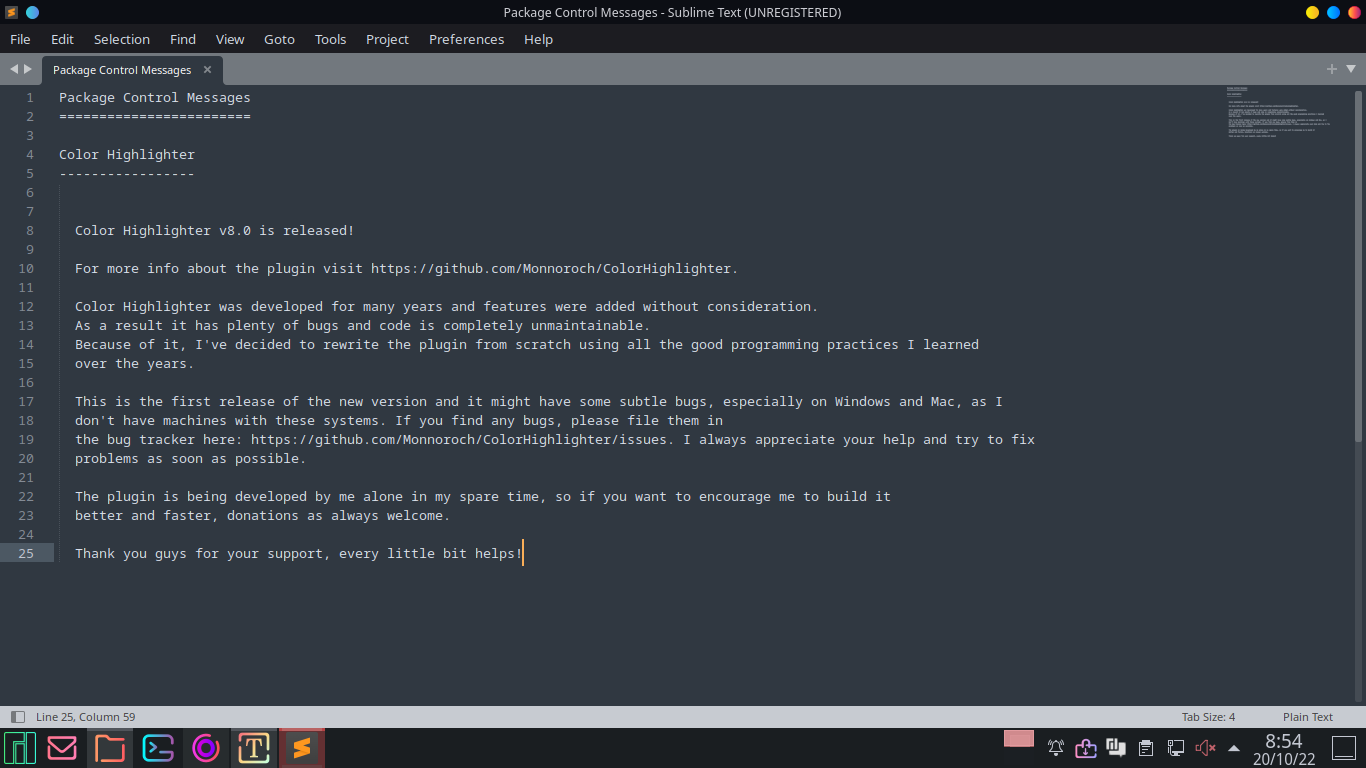 Package Control Messages - Sublime Text (UNREGISTERED)
File Edit Selection Find View Goto Tools Project Preferences Help
Package Control Messages ×
1 Package Control Messages
2 ========================
3
4 Color Highlighter
5 -----------------
6
7
8 Color Highlighter v8.0 is released!
9
10 For more info about the plugin visit https://github.com/Monnoroch/ColorHighlighter.
11
12 Color Highlighter was developed for many years and features were added without consideration.
13 As a result it has plenty of bugs and code is completely unmaintainable.
14 Because of it, I've decided to rewrite the plugin from scratch using all the good programming practices I learned
15 over the years.
16
17 This is the first release of the new version and it might have some subtle bugs, especially on Windows and Mac, as I
18 don't have machines with these systems. If you find any bugs, please file them in
19 the bug tracker here: https://github.com/Monnoroch/ColorHighlighter/issues. I always appreciate your help and try to fix
20 problems as soon as possible.
21
22 The plugin is being developed by me alone in my spare time, so if you want to encourage me to build it
23 better and faster, donations as always welcome.
24
25 Thank you guys for your support, every little bit helps!
Line 25, Column 59 Tab Size: 4 Plain Text
8:54
20/10/22